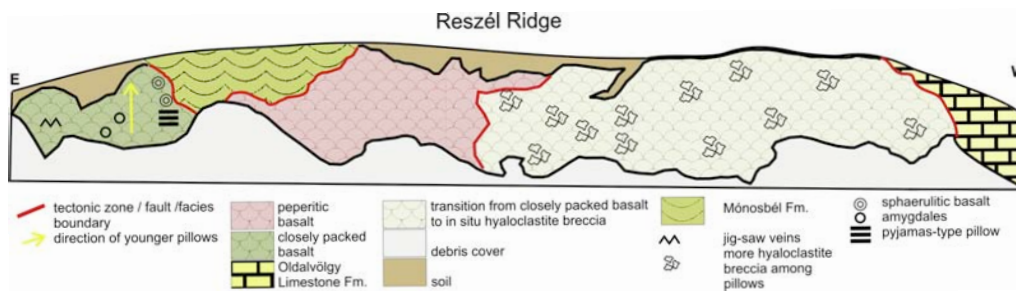 Reszél Ridge
E
tectonic zone / fault /facies
boundary
direction of younger pillows
peperitic
basalt
closely packed
basalt
Oldalvölgy
Limestone Fm.
transition from closely packed basalt
to in situ hyaloclastite breccia
debris cover
soil
Mónosbél Fm.
jig-saw veins
more hyaloclastite
breccia among
pillows
sphaerulitic basalt
amygdales
pyjamas-type pillow